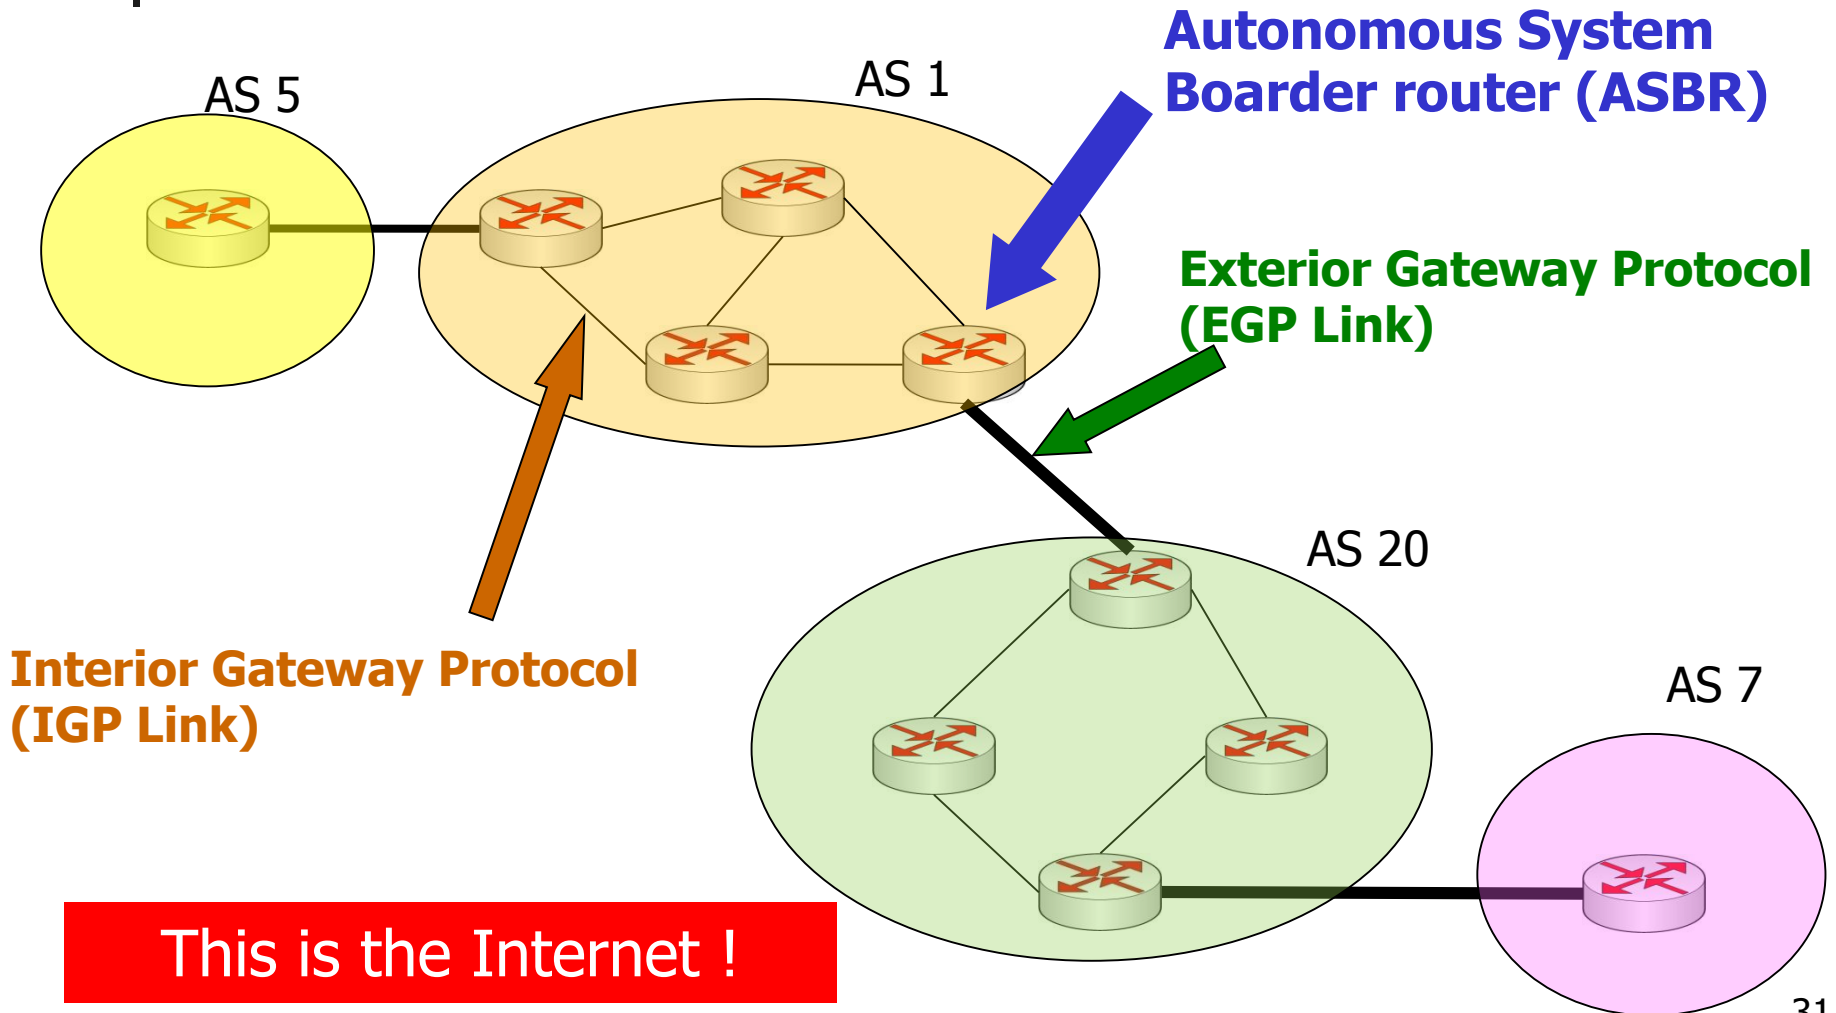 Autonomous System
Boarder router (ASBR)
AS 1
AS 5
Exterior Gateway Protocol
(EGP Link)
AS 20
Interior Gateway Protocol
(IGP Link)
AS 7
This is the Internet !
31